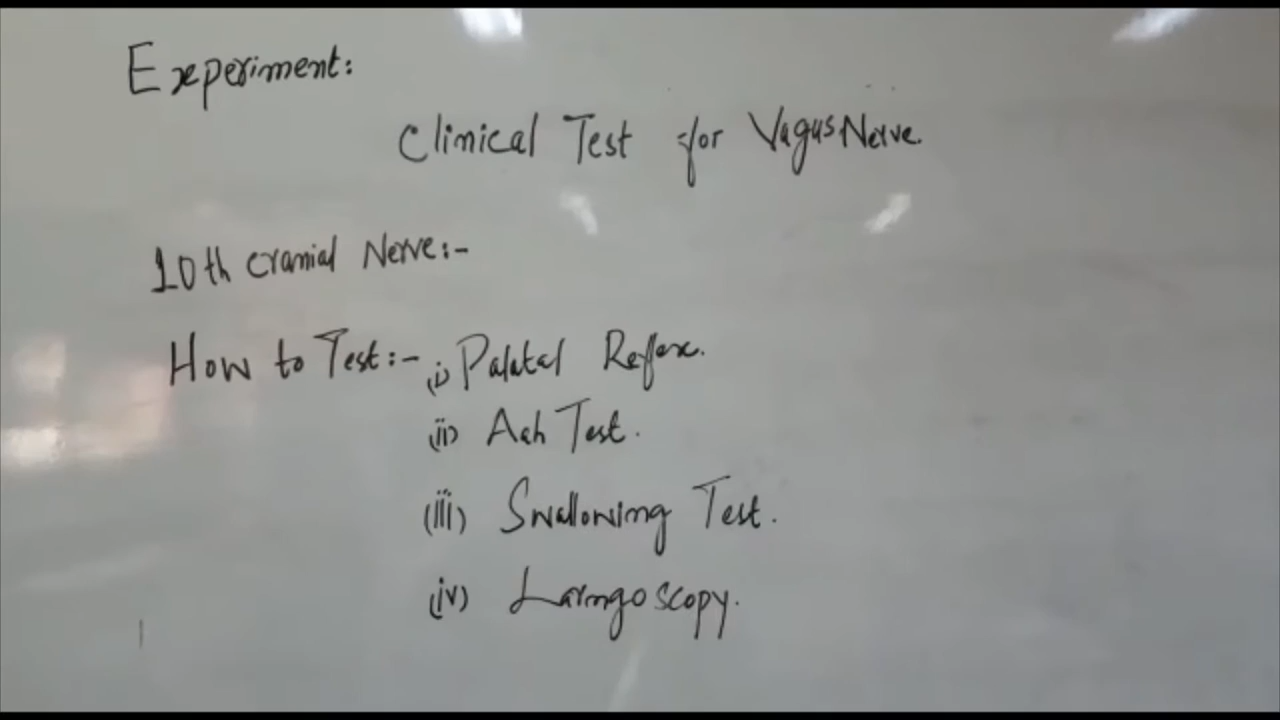 Experiment:
Clinical Test for Vagus Nerve.
10th cranial Nerve:-
How to Test:- (i) Palatal Reflex.
(ii) Aah Test.
(iii) Swallowing Test.
(iv) Laryngoscopy.